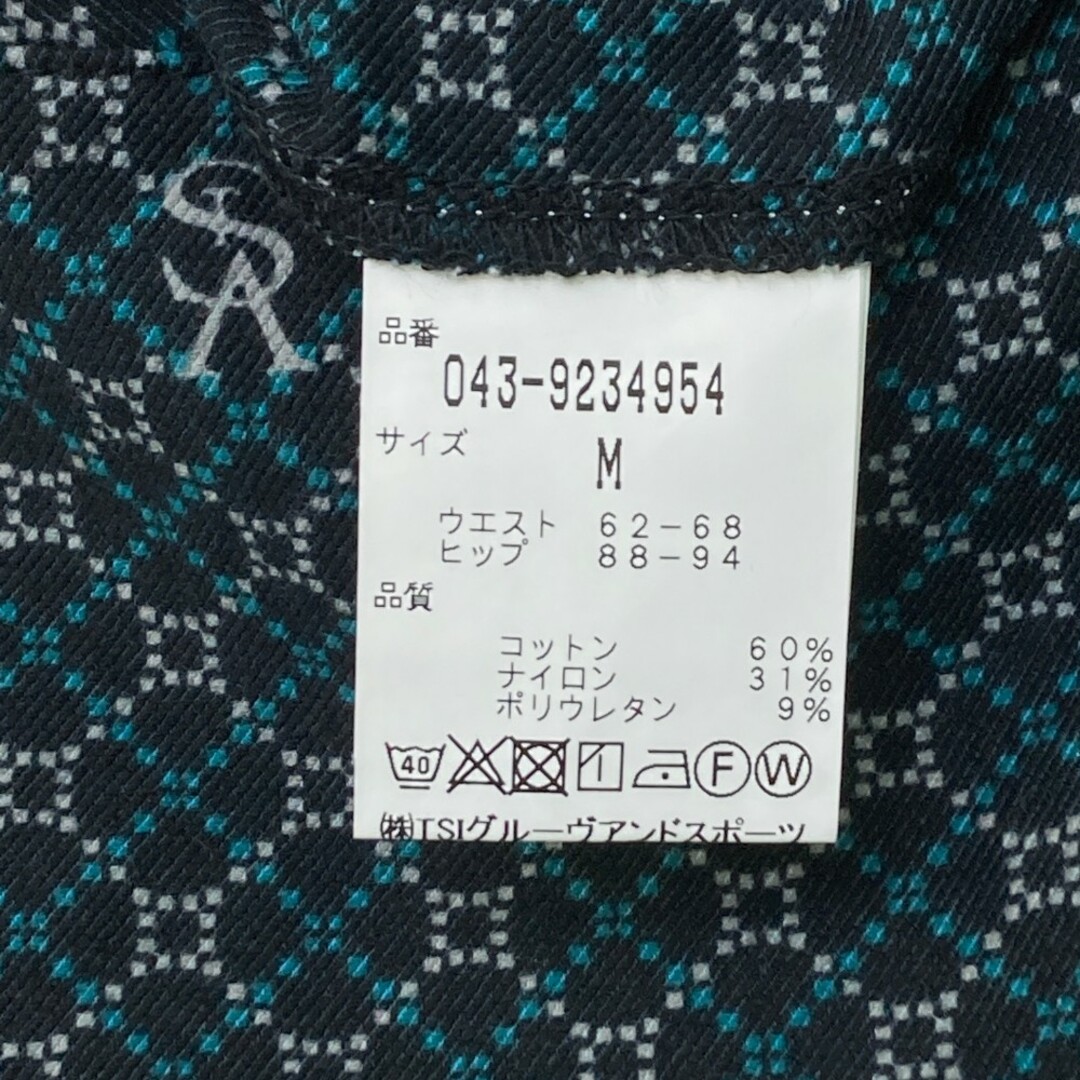 品番
043-9234954
サイズ
M
ウエスト 62-68
ヒップ 88-94
品質
コットン 60%
ナイロン 31%
ポリウレタン 9%
40 F W
㈱TSIグルーヴアンドスポーツ